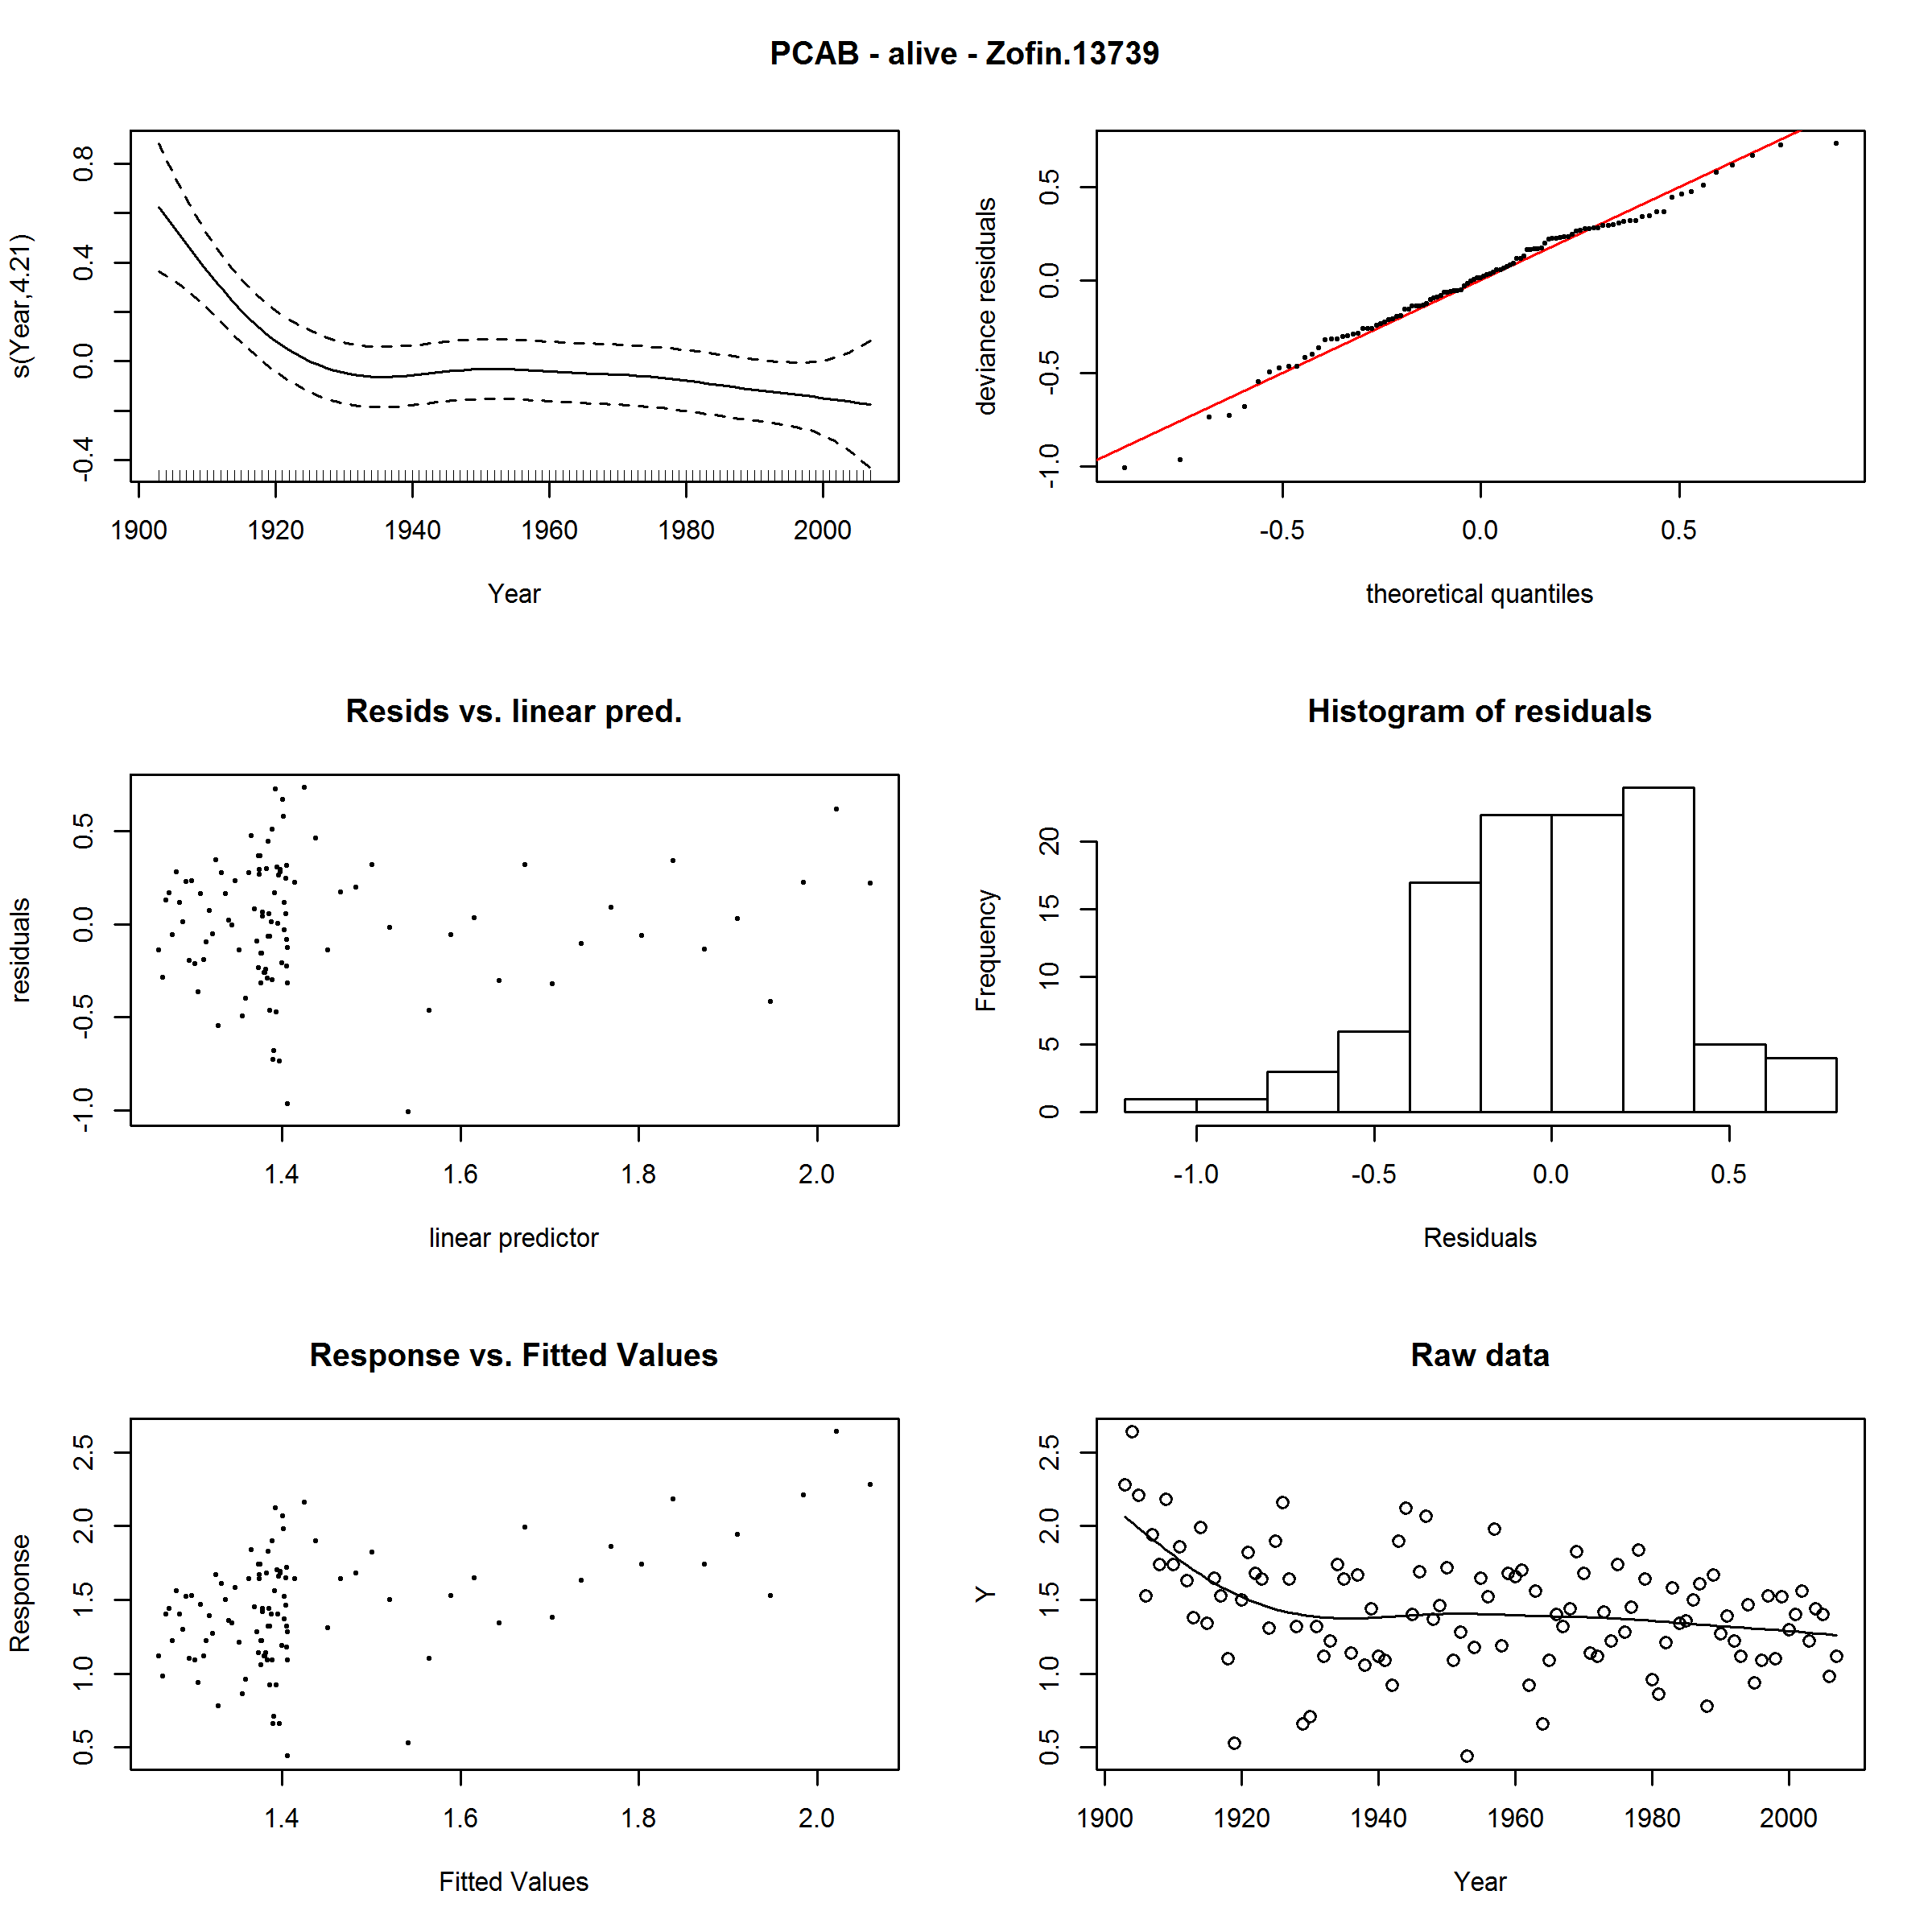 PCAB - alive - Zofin.13739
s(Year,4.21)
-0.4 0.0 0.4 0.8
1900 1920 1940 1960 1980 2000
Year
deviance residuals
-1.0 -0.5 0.0 0.5
-0.5 0.0 0.5
theoretical quantiles
Resids vs. linear pred.
residuals
-1.0 -0.5 0.0 0.5
1.4 1.6 1.8 2.0
linear predictor
Histogram of residuals
Frequency
0 5 10 15 20
-1.0 -0.5 0.0 0.5
Residuals
Response vs. Fitted Values
Response
0.5 1.0 1.5 2.0 2.5
1.4 1.6 1.8 2.0
Fitted Values
Raw data
Y
0.5 1.0 1.5 2.0 2.5
1900 1920 1940 1960 1980 2000
Year